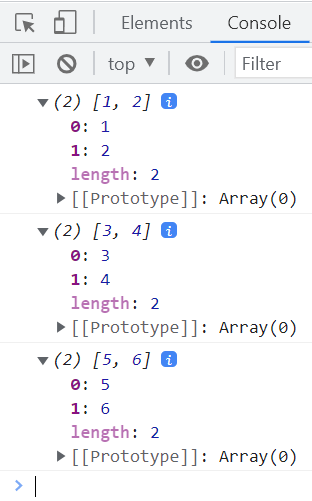 Elements Console
top Filter
(2) [1, 2] i
0: 1
1: 2
length: 2
[[Prototype]]: Array(0)
(2) [3, 4] i
0: 3
1: 4
length: 2
[[Prototype]]: Array(0)
(2) [5, 6] i
0: 5
1: 6
length: 2
[[Prototype]]: Array(0)